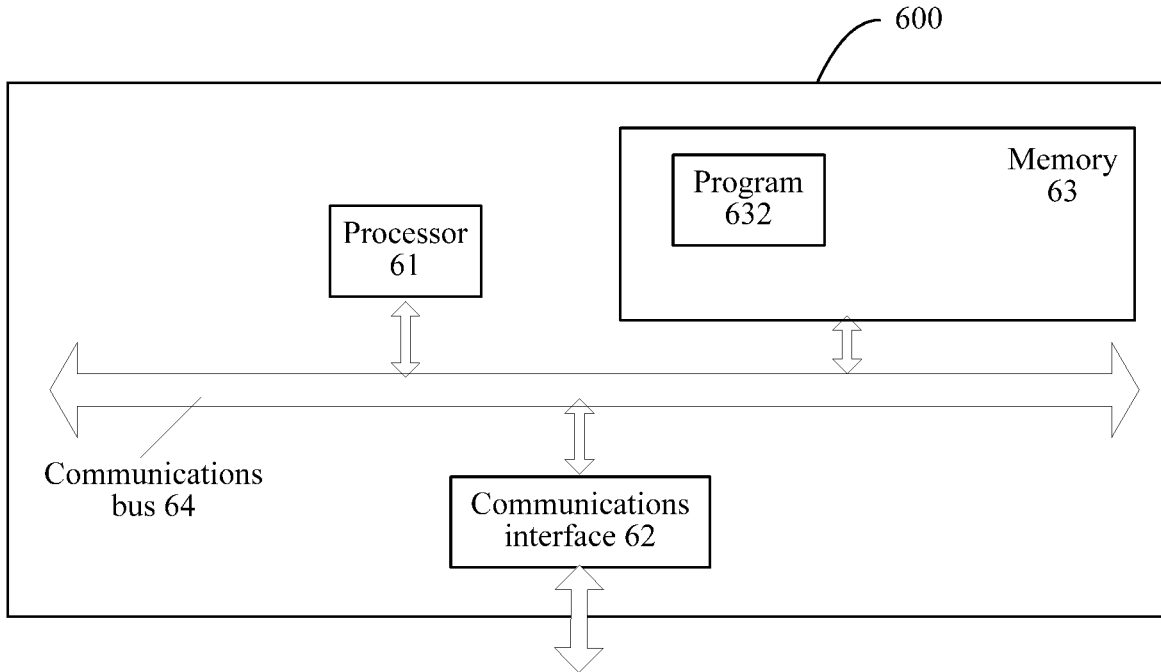 600
Memory
63
Program
632
Processor
61
Communications
bus 64
Communications
interface 62